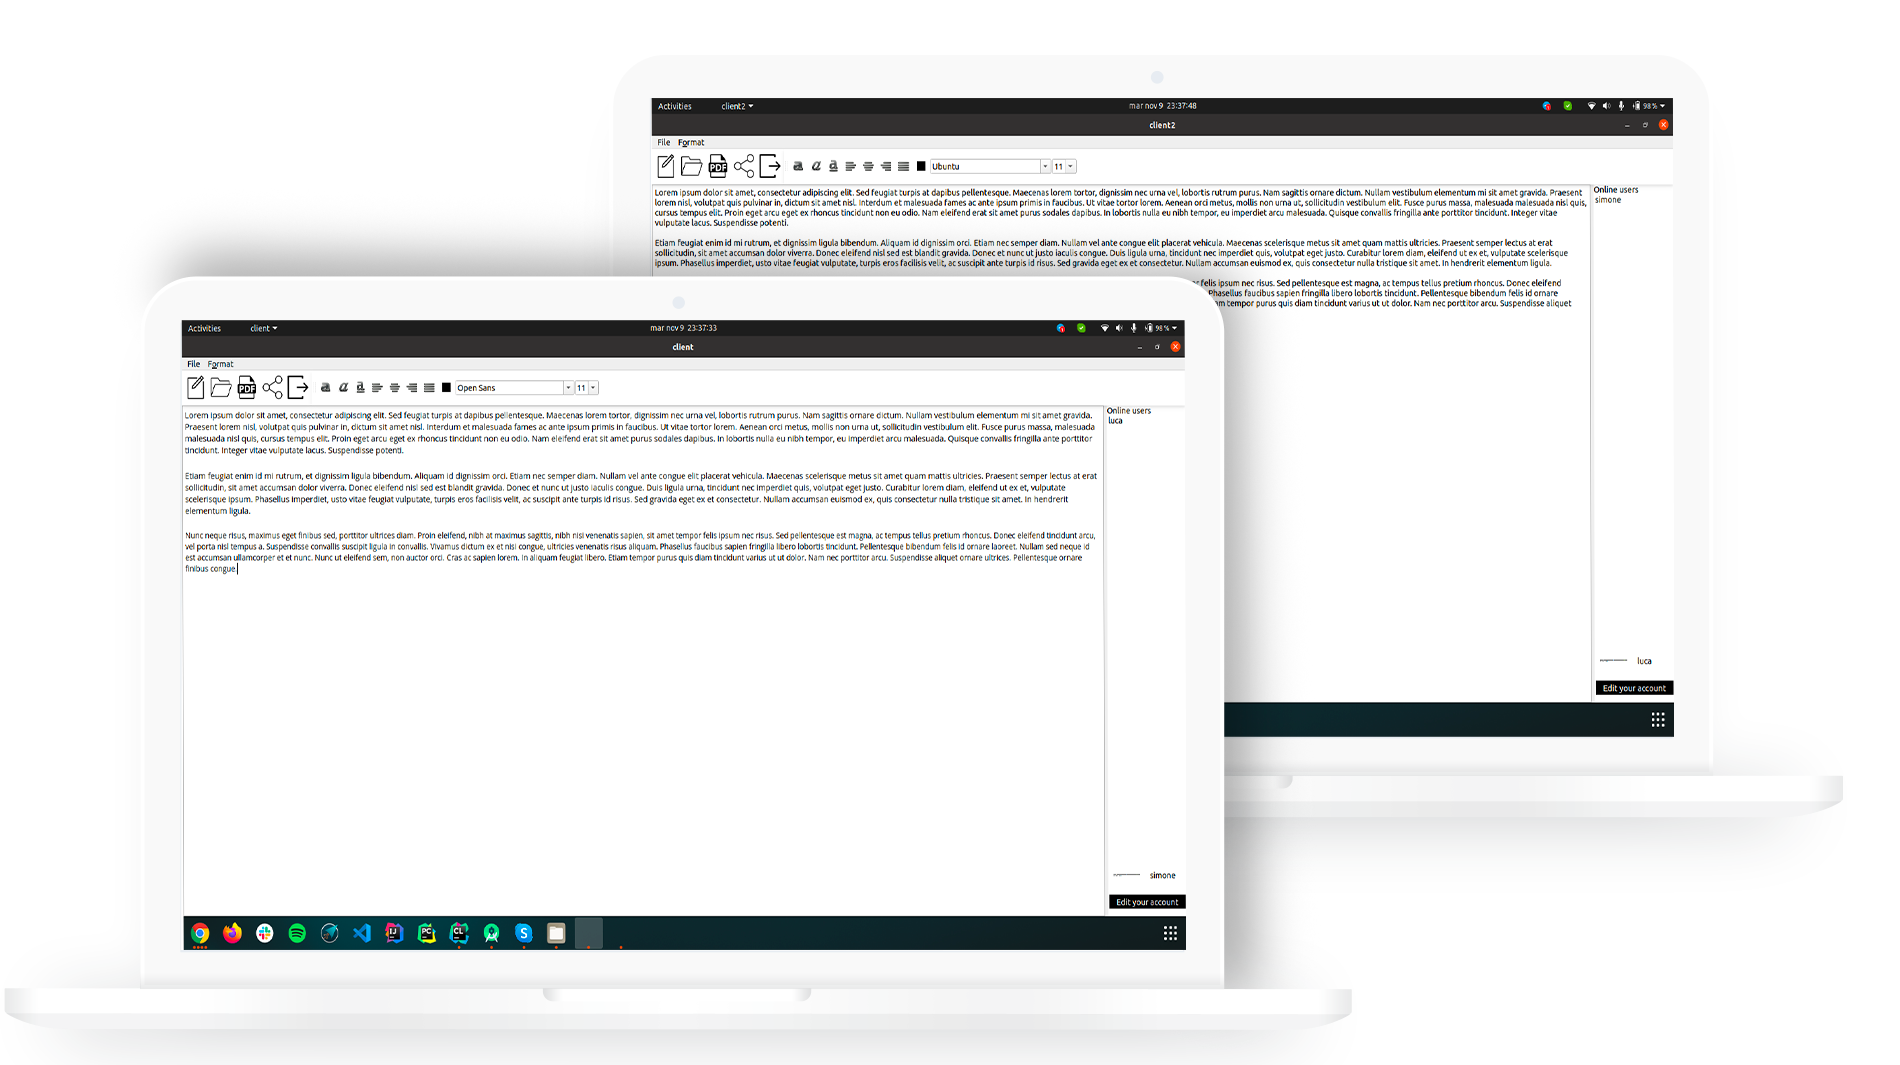 Activities client2 mar nov 9 23:37:48 98%
client2
File Format
PDF a a a Ubuntu 11
Lorem ipsum dolor sit amet, consectetur adipiscing elit. Sed feugiat turpis at dapibus pellentesque. Maecenas lorem tortor, dignissim nec urna vel, lobortis rutrum purus. Nam sagittis ornare dictum. Nullam vestibulum elementum mi sit amet gravida. Praesent
lorem nisl, volutpat quis pulvinar in, dictum sit amet nisl. Interdum et malesuada fames ac ante ipsum primis in faucibus. Ut vitae tortor lorem. Aenean orci metus, mollis non urna ut, sollicitudin vestibulum elit. Fusce purus massa, malesuada malesuada nisl quis,
cursus tempus elit. Proin eget arcu eget ex rhoncus tincidunt non eu odio. Nam eleifend erat sit amet purus sodales dapibus. In lobortis nulla eu nibh tempor, eu imperdiet arcu malesuada. Quisque convallis fringilla ante porttitor tincidunt. Integer vitae
vulputate lacus. Suspendisse potenti.
Etiam feugiat enim id mi rutrum, et dignissim ligula bibendum. Aliquam id dignissim orci. Etiam nec semper diam. Nullam vel ante congue elit placerat vehicula. Maecenas scelerisque metus sit amet quam mattis ultricies. Praesent semper lectus at erat
sollicitudin, sit amet accumsan dolor viverra. Donec eleifend nisl sed est blandit gravida. Donec et nunc ut justo iaculis congue. Duis ligula urna, tincidunt nec imperdiet quis, volutpat eget justo. Curabitur lorem diam, eleifend ut ex et, vulputate scelerisque
ipsum. Phasellus imperdiet, usto vitae feugiat vulputate, turpis eros facilisis velit, ac suscipit ante turpis id risus. Sed gravida eget ex et consectetur. Nullam accumsan euismod ex, quis consectetur nulla tristique sit amet. In hendrerit elementum ligula.
felis ipsum nec risus. Sed pellentesque est magna, ac tempus tellus pretium rhoncus. Donec eleifend
Phasellus faucibus sapien fringilla libero lobortis tincidunt. Pellentesque bibendum felis id ornare
tempor purus quis diam tincidunt varius ut ut dolor. Nam nec porttitor arcu. Suspendisse aliquet
Online users
simone
luca
Edit your account
Activities client mar nov 9 23:37:33 98%
client
File Format
PDF a a a Open Sans 11
Lorem ipsum dolor sit amet, consectetur adipiscing elit. Sed feugiat turpis at dapibus pellentesque. Maecenas lorem tortor, dignissim nec urna vel, lobortis rutrum purus. Nam sagittis ornare dictum. Nullam vestibulum elementum mi sit amet gravida.
Praesent lorem nisl, volutpat quis pulvinar in, dictum sit amet nisl. Interdum et malesuada fames ac ante ipsum primis in faucibus. Ut vitae tortor lorem. Aenean orci metus, mollis non urna ut, sollicitudin vestibulum elit. Fusce purus massa, malesuada
malesuada nisl quis, cursus tempus elit. Proin eget arcu eget ex rhoncus tincidunt non eu odio. Nam eleifend erat sit amet purus sodales dapibus. In lobortis nulla eu nibh tempor, eu imperdiet arcu malesuada. Quisque convallis fringilla ante porttitor
tincidunt. Integer vitae vulputate lacus. Suspendisse potenti.
Etiam feugiat enim id mi rutrum, et dignissim ligula bibendum. Aliquam id dignissim orci. Etiam nec semper diam. Nullam vel ante congue elit placerat vehicula. Maecenas scelerisque metus sit amet quam mattis ultricies. Praesent semper lectus at erat
sollicitudin, sit amet accumsan dolor viverra. Donec eleifend nisl sed est blandit gravida. Donec et nunc ut justo iaculis congue. Duis ligula urna, tincidunt nec imperdiet quis, volutpat eget justo. Curabitur lorem diam, eleifend ut ex et, vulputate
scelerisque ipsum. Phasellus imperdiet, usto vitae feugiat vulputate, turpis eros facilisis velit, ac suscipit ante turpis id risus. Sed gravida eget ex et consectetur. Nullam accumsan euismod ex, quis consectetur nulla tristique sit amet. In hendrerit
elementum ligula.
Nunc neque risus, maximus eget finibus sed, porttitor ultrices diam. Proin eleifend, nibh at maximus sagittis, nibh nisi venenatis sapien, sit amet tempor felis ipsum nec risus. Sed pellentesque est magna, ac tempus tellus pretium rhoncus. Donec eleifend tincidunt arcu,
vel porta nisl tempus a. Suspendisse convallis suscipit ligula in convallis. Vivamus dictum ex et nisi congue, ultricies venenatis risus aliquam. Phasellus faucibus sapien fringilla libero lobortis tincidunt. Pellentesque bibendum felis id ornare laoreet. Nullam sed neque id
est accumsan ullamcorper et et nunc. Nunc ut eleifend sem, non auctor orci. Cras ac sapien lorem. In aliquam feugiat libero. Etiam tempor purus quis diam tincidunt varius ut ut dolor. Nam nec porttitor arcu. Suspendisse aliquet ornare ultrices. Pellentesque ornare
finibus congue.
Online users
luca
simone
Edit your account
IJ PC CL S